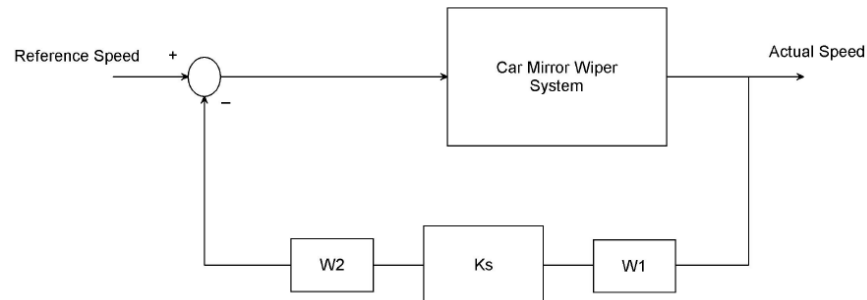 Reference Speed
+
−
Car Mirror Wiper
System
Actual Speed
W2
Ks
W1